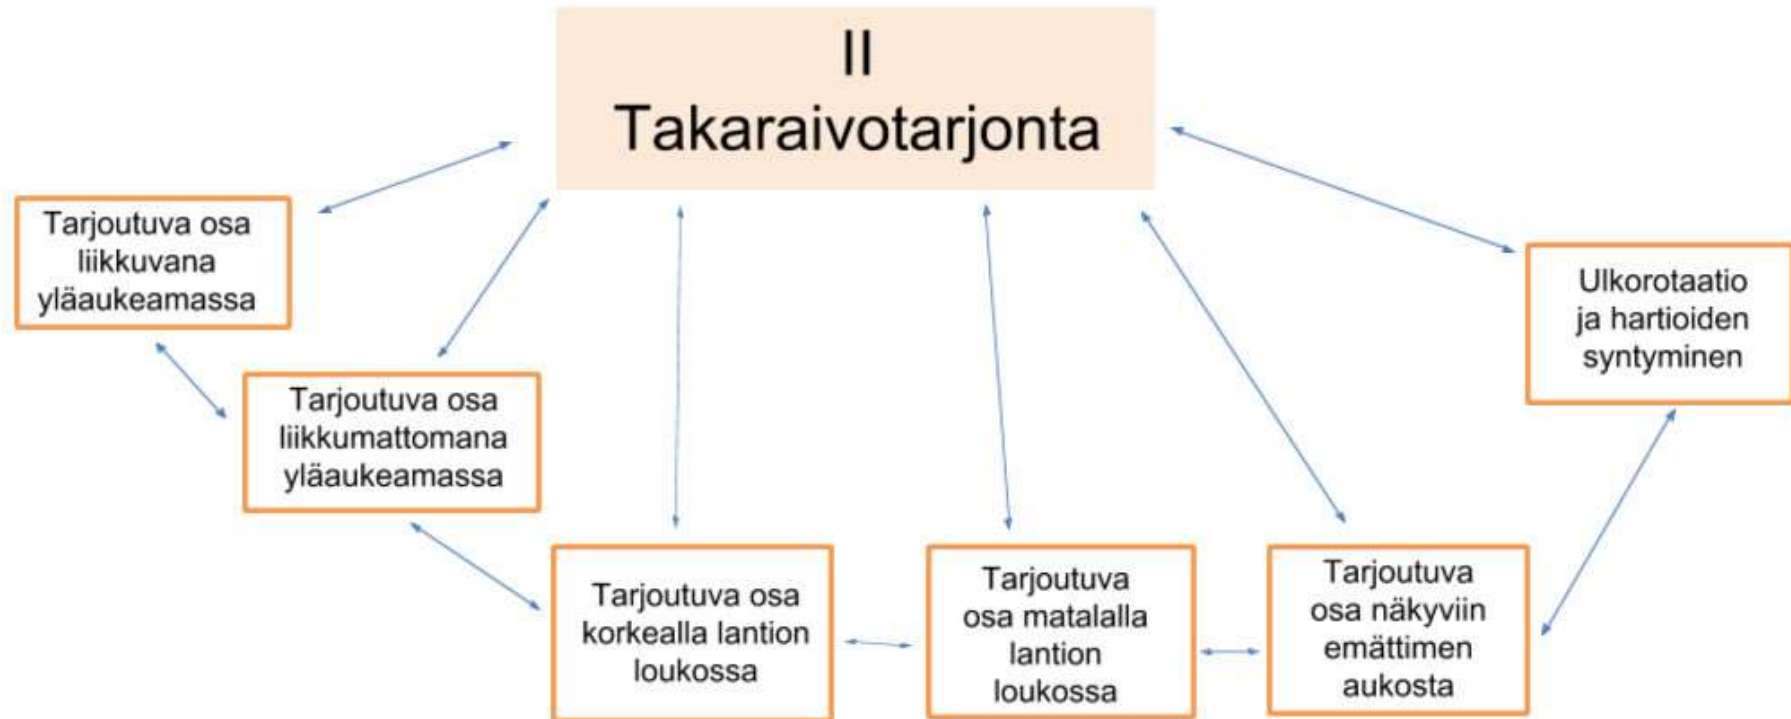 II
Takaraivotarjonta
Tarjoutuva osa
liikkuvana
yläaukeamassa
Tarjoutuva osa
liikkumattomana
yläaukeamassa
Tarjoutuva osa
korkealla lantion
loukossa
Tarjoutuva
osa matalalla
lantion
loukossa
Tarjoutuva
osa näkyviin
emättimen
aukosta
Ulkorotaatio
ja hartioiden
syntyminen